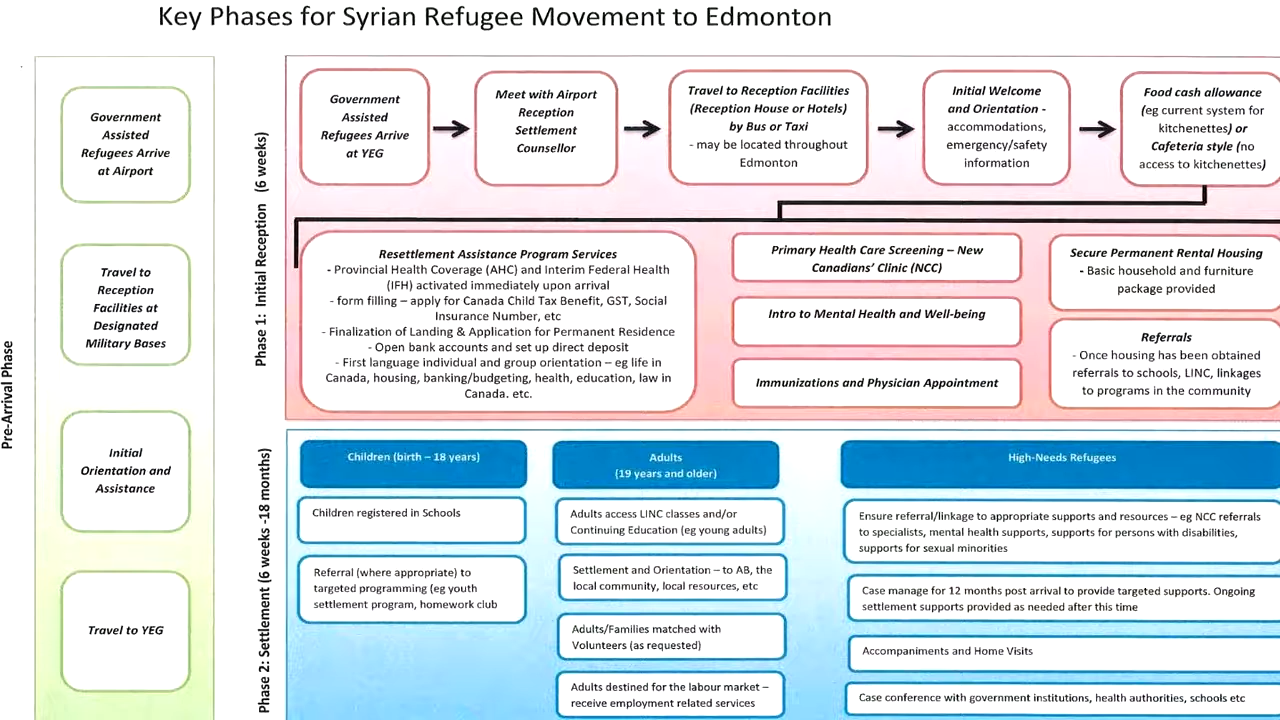 Key Phases for Syrian Refugee Movement to Edmonton
Pre-Arrival Phase
Government
Assisted
Refugees Arrive
at Airport
Travel to
Reception
Facilities at
Designated
Military Bases
Initial
Orientation and
Assistance
Travel to YEG
Phase 1: Initial Reception (6 weeks)
Government
Assisted
Refugees Arrive
at YEG
Meet with Airport
Reception
Settlement
Counsellor
Travel to Reception Facilities
(Reception House or Hotels)
by Bus or Taxi
- may be located throughout
Edmonton
Initial Welcome
and Orientation -
accommodations,
emergency/safety
information
Food cash allowance
(eg current system for
kitchenettes) or
Cafeteria style (no
access to kitchenettes)
Resettlement Assistance Program Services
- Provincial Health Coverage (AHC) and Interim Federal Health
(IFH) activated immediately upon arrival
- form filling – apply for Canada Child Tax Benefit, GST, Social
Insurance Number, etc
- Finalization of Landing & Application for Permanent Residence
- Open bank accounts and set up direct deposit
- First language individual and group orientation – eg life in
Canada, housing, banking/budgeting, health, education, law in
Canada. etc.
Primary Health Care Screening – New
Canadians' Clinic (NCC)
Intro to Mental Health and Well-being
Immunizations and Physician Appointment
Secure Permanent Rental Housing
- Basic household and furniture
package provided
Referrals
- Once housing has been obtained
referrals to schools, LINC, linkages
to programs in the community
Phase 2: Settlement (6 weeks -18 months)
Children (birth – 18 years)
Children registered in Schools
Referral (where appropriate) to
targeted programming (eg youth
settlement program, homework club
Adults
(19 years and older)
Adults access LINC classes and/or
Continuing Education (eg young adults)
Settlement and Orientation – to AB, the
local community, local resources, etc
Adults/Families matched with
Volunteers (as requested)
Adults destined for the labour market –
receive employment related services
High-Needs Refugees
Ensure referral/linkage to appropriate supports and resources – eg NCC referrals
to specialists, mental health supports, supports for persons with disabilities,
supports for sexual minorities
Case manage for 12 months post arrival to provide targeted supports. Ongoing
settlement supports provided as needed after this time
Accompaniments and Home Visits
Case conference with government institutions, health authorities, schools etc